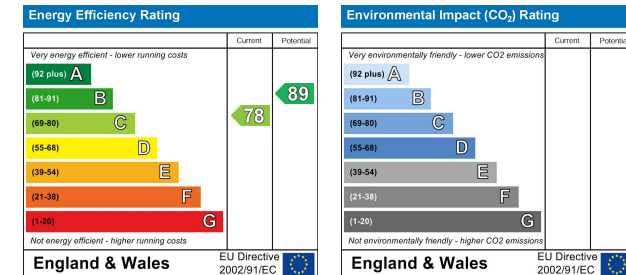 Energy Efficiency Rating
Current Potential
Very energy efficient - lower running costs
(92 plus) A
(81-91) B
(69-80) C
(55-68) D
(39-54) E
(21-38) F
(1-20) G
78
89
Not energy efficient - higher running costs
England & Wales
EU Directive
2002/91/EC
Environmental Impact (CO₂) Rating
Current Potential
Very environmentally friendly - lower CO2 emissions
(92 plus) A
(81-91) B
(69-80) C
(55-68) D
(39-54) E
(21-38) F
(1-20) G
Not environmentally friendly - higher CO2 emissions
England & Wales
EU Directive
2002/91/EC